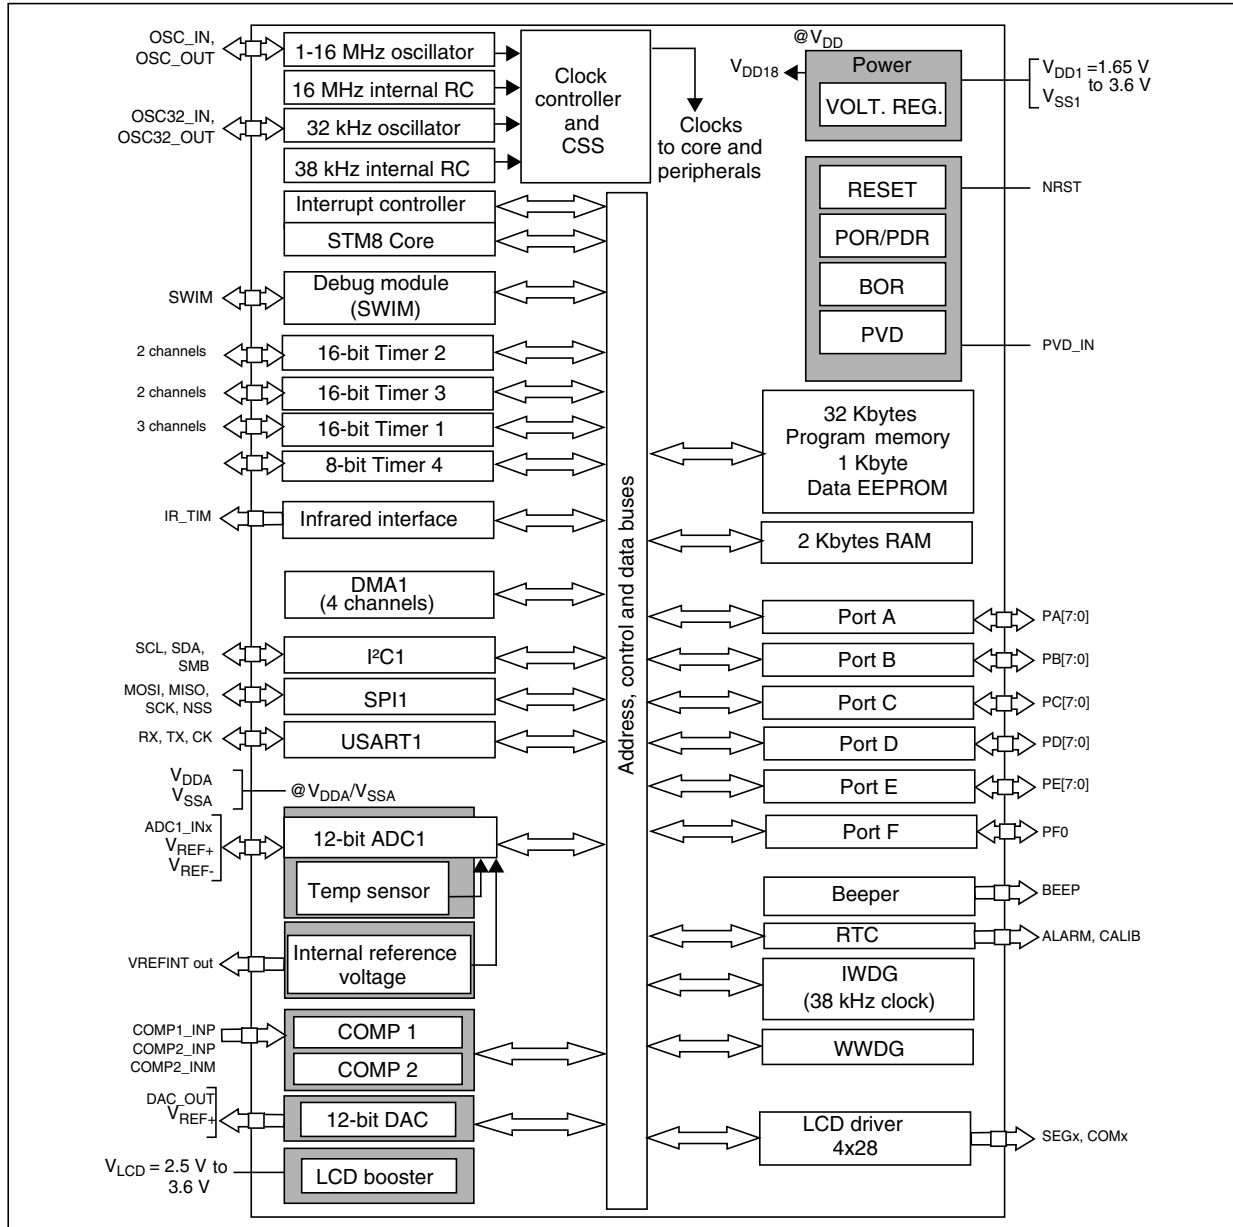 OSC_IN,
OSC_OUT
1-16 MHz oscillator
16 MHz internal RC
OSC32_IN,
OSC32_OUT
32 kHz oscillator
38 kHz internal RC
Clock
controller
and
CSS
Clocks
to core and
peripherals
@VDD
VDD18
Power
VOLT. REG.
VDD1 =1.65 V
to 3.6 V
VSS1
RESET
NRST
POR/PDR
BOR
PVD
PVD_IN
Interrupt controller
STM8 Core
SWIM
Debug module
(SWIM)
2 channels
16-bit Timer 2
2 channels
16-bit Timer 3
3 channels
16-bit Timer 1
8-bit Timer 4
IR_TIM
Infrared interface
DMA1
(4 channels)
SCL, SDA,
SMB
I²C1
MOSI, MISO,
SCK, NSS
SPI1
RX, TX, CK
USART1
VDDA
VSSA
@VDDA/VSSA
ADC1_INx
VREF+
VREF-
12-bit ADC1
Temp sensor
VREFINT out
Internal reference
voltage
COMP1_INP
COMP2_INP
COMP2_INM
COMP 1
COMP 2
DAC_OUT
VREF+
12-bit DAC
VLCD = 2.5 V to
3.6 V
LCD booster
Address, control and data buses
32 Kbytes
Program memory
1 Kbyte
Data EEPROM
2 Kbytes RAM
Port A
PA[7:0]
Port B
PB[7:0]
Port C
PC[7:0]
Port D
PD[7:0]
Port E
PE[7:0]
Port F
PF0
Beeper
BEEP
RTC
ALARM, CALIB
IWDG
(38 kHz clock)
WWDG
LCD driver
4x28
SEGx, COMx